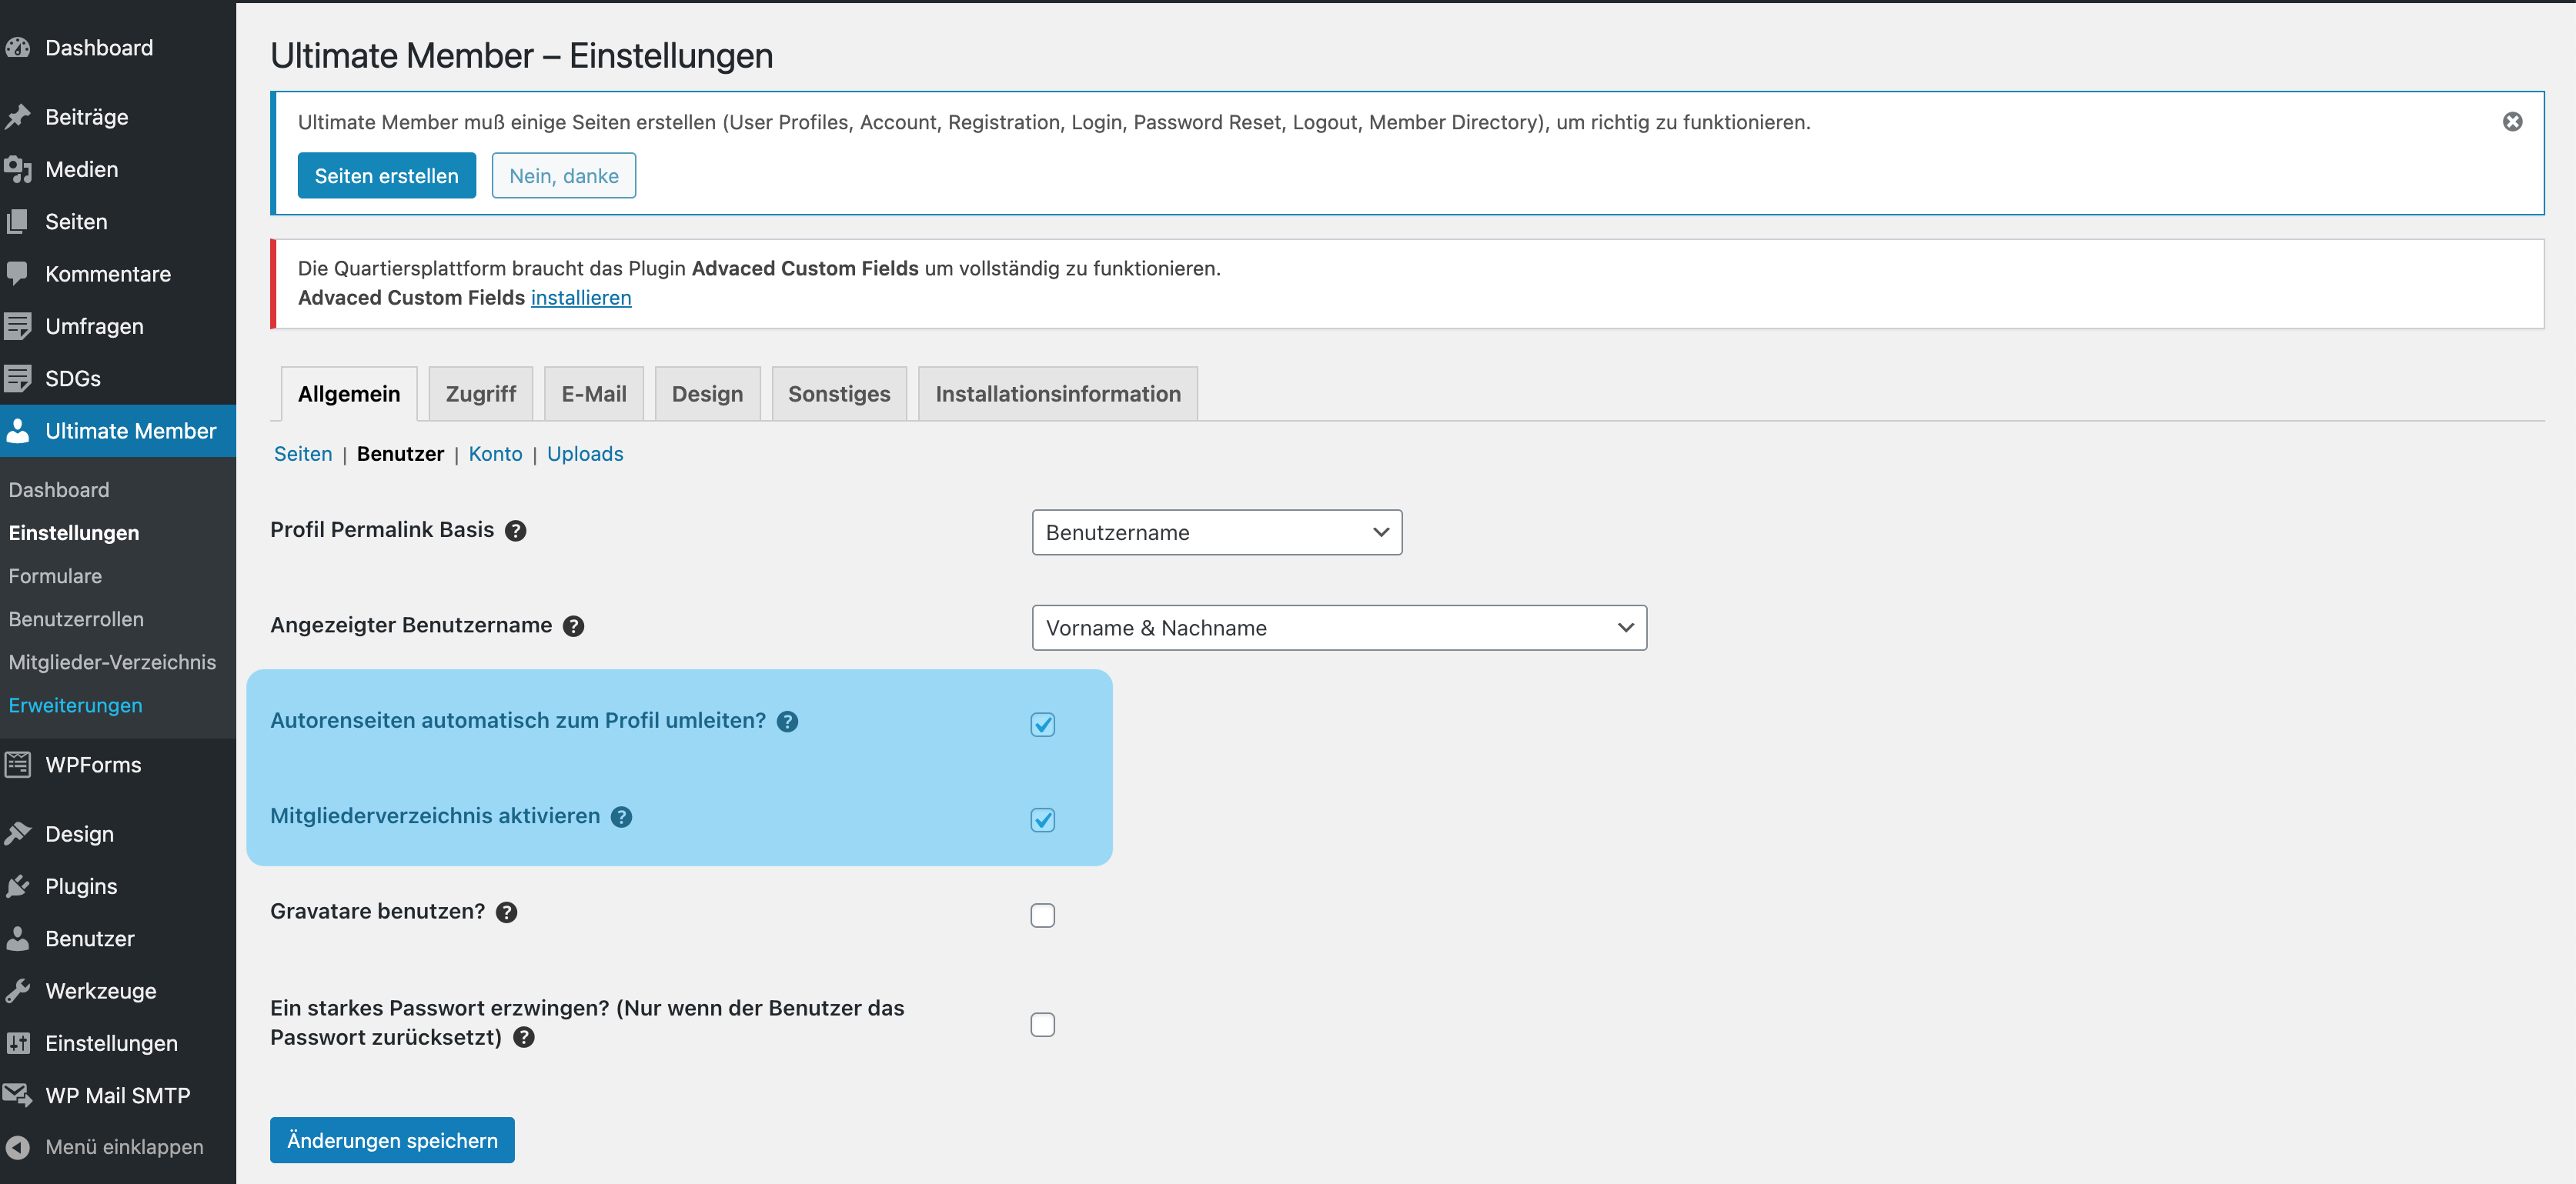 Dashboard
Beiträge
Medien
Seiten
Kommentare
Umfragen
SDGs
Ultimate Member
Dashboard
Einstellungen
Formulare
Benutzerrollen
Mitglieder-Verzeichnis
Erweiterungen
WPForms
Design
Plugins
Benutzer
Werkzeuge
Einstellungen
WP Mail SMTP
Menü einklappen
Ultimate Member – Einstellungen
Ultimate Member muß einige Seiten erstellen (User Profiles, Account, Registration, Login, Password Reset, Logout, Member Directory), um richtig zu funktionieren.
Seiten erstellen Nein, danke
Die Quartiersplattform braucht das Plugin Advaced Custom Fields um vollständig zu funktionieren.
Advaced Custom Fields installieren
Allgemein Zugriff E-Mail Design Sonstiges Installationsinformation
Seiten | Benutzer | Konto | Uploads
Profil Permalink Basis ? Benutzername
Angezeigter Benutzername ? Vorname & Nachname
Autorenseiten automatisch zum Profil umleiten? ?
Mitgliederverzeichnis aktivieren ?
Gravatare benutzen? ?
Ein starkes Passwort erzwingen? (Nur wenn der Benutzer das
Passwort zurücksetzt) ?
Änderungen speichern